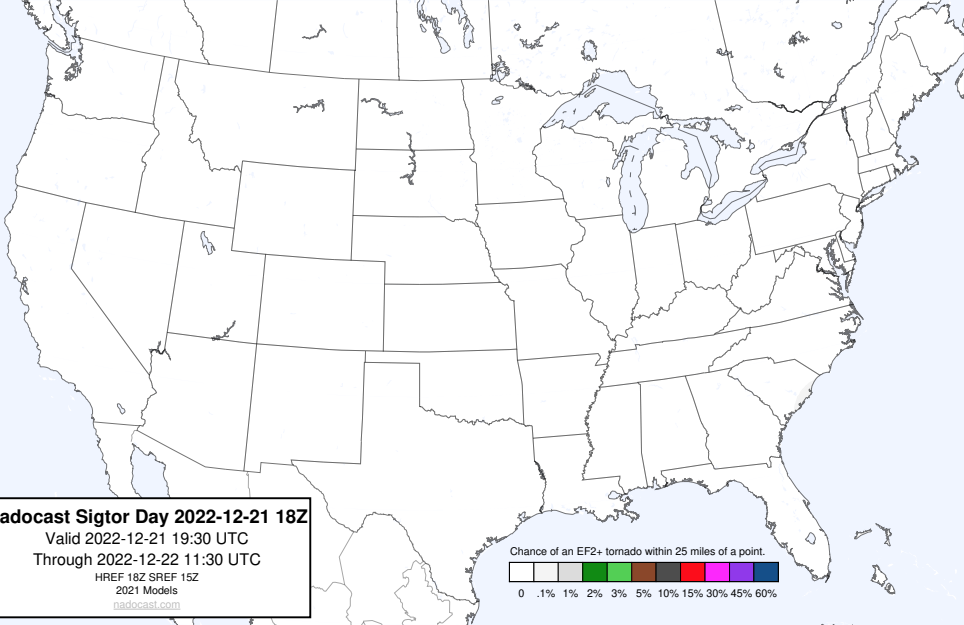 adocast Sigtor Day 2022-12-21 18Z
Valid 2022-12-21 19:30 UTC
Through 2022-12-22 11:30 UTC
HREF 18Z SREF 15Z
2021 Models
nadocast.com
Chance of an EF2+ tornado within 25 miles of a point.
0 .1% 1% 2% 3% 5% 10% 15% 30% 45% 60%